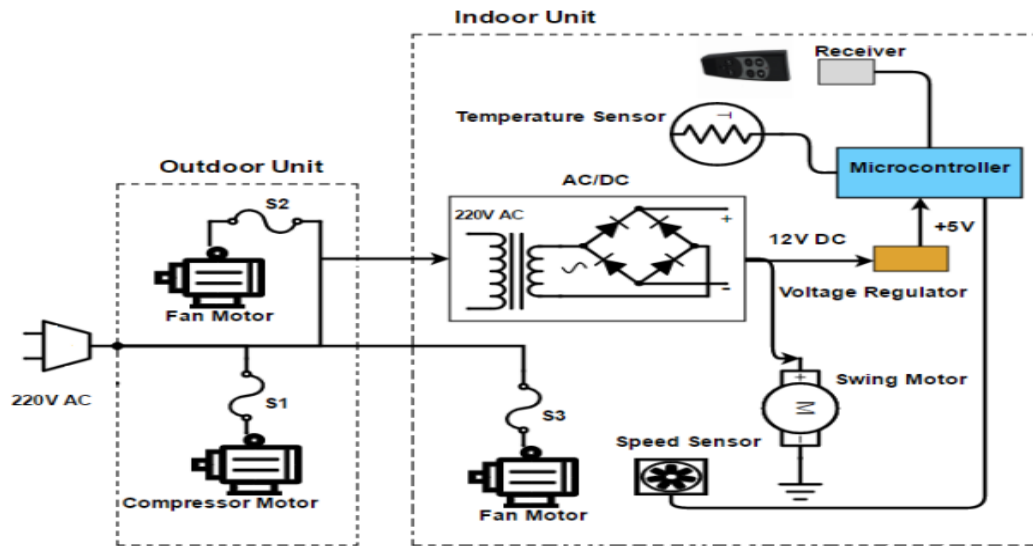 Indoor Unit
Receiver
Temperature Sensor
T
Microcontroller
Outdoor Unit
S2
AC/DC
220V AC
+
-
12V DC
+5V
Voltage Regulator
Fan Motor
220V AC
S1
S3
Swing Motor
+
M
-
Speed Sensor
Compressor Motor
Fan Motor